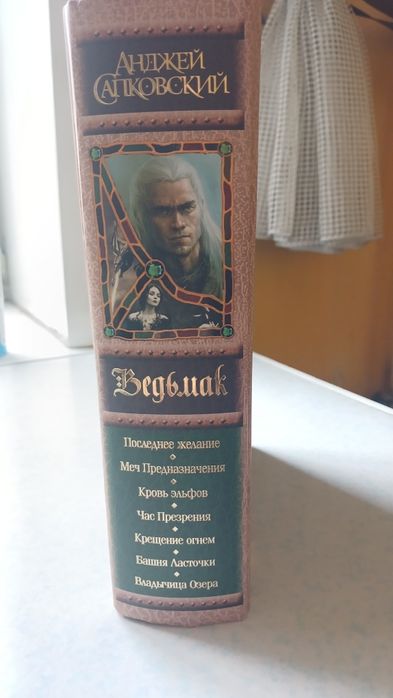 Анджей
Сапковский
Ведьмак
Последнее желание
Меч Предназначения
Кровь эльфов
Час Презрения
Крещение огнем
Башня Ласточки
Владычица Озера